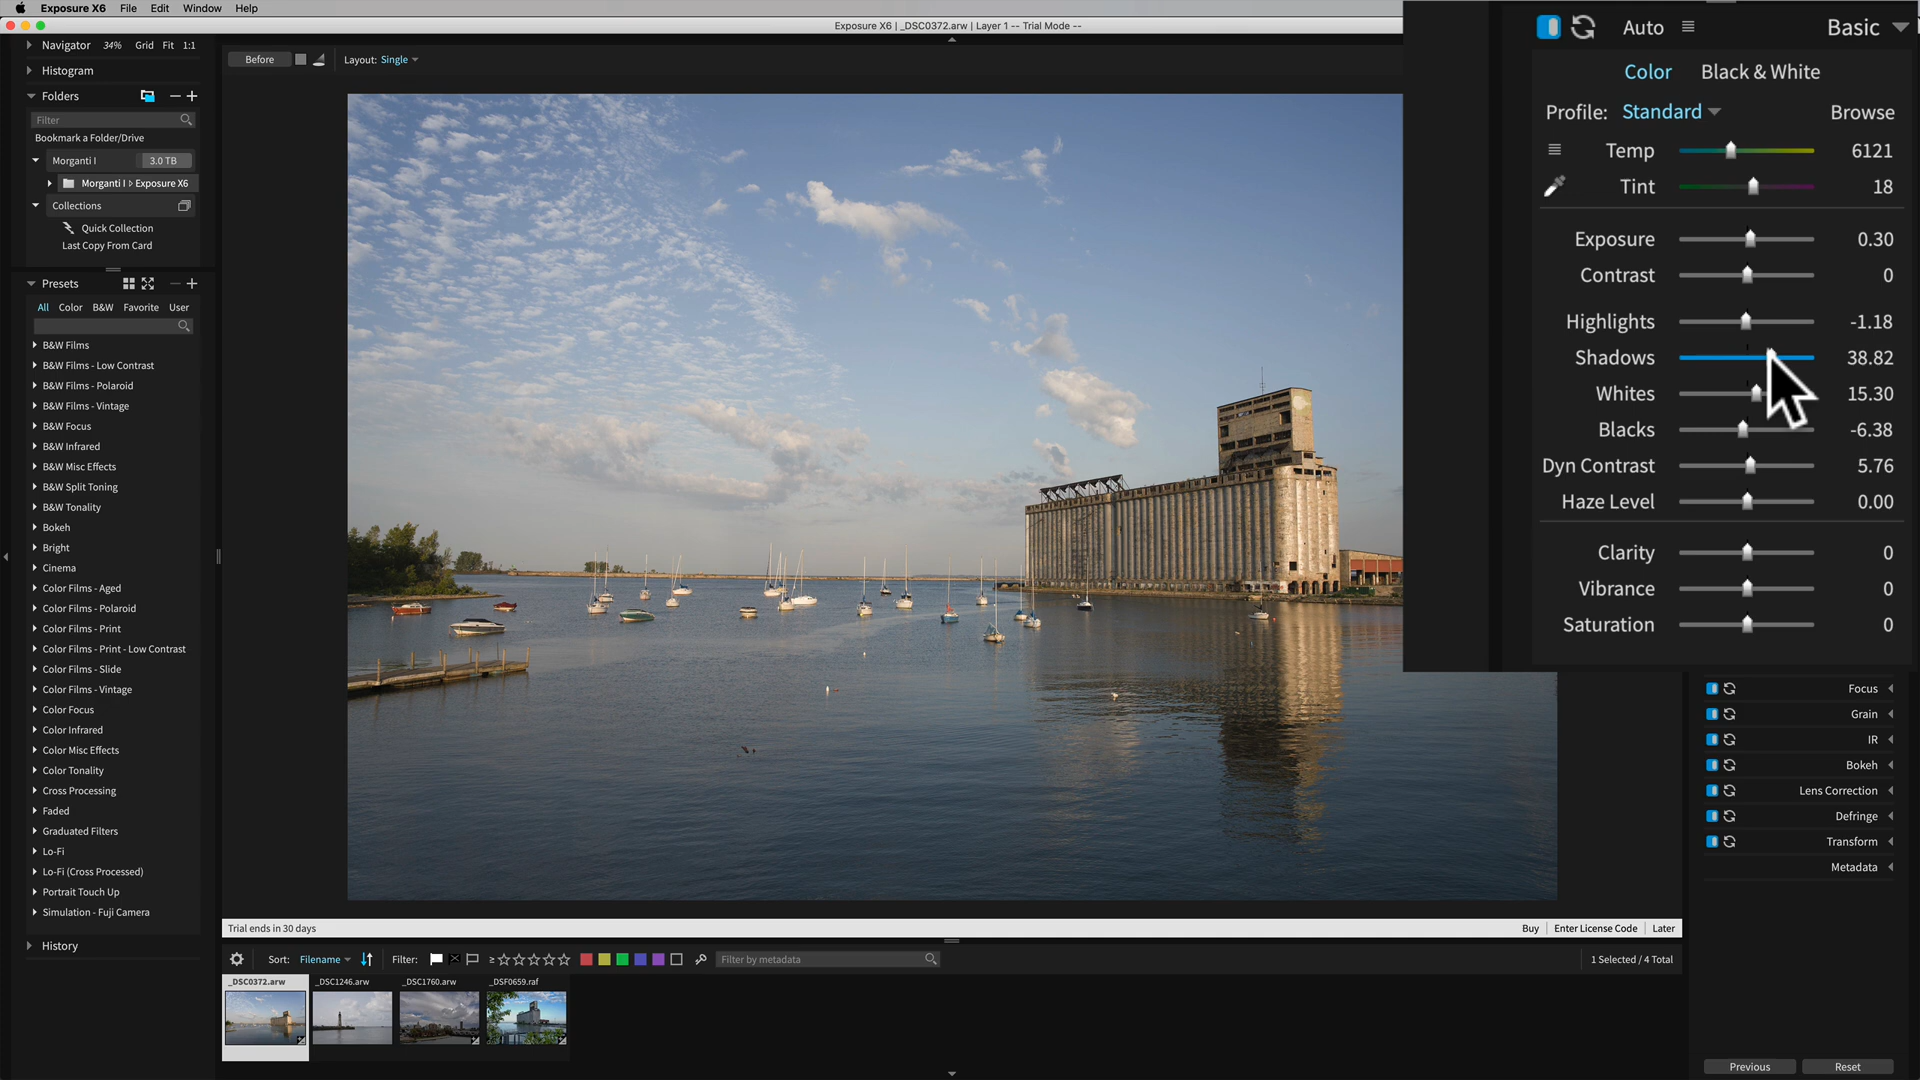 Exposure X6 File Edit Window Help
Exposure X6 | _DSC0372.arw | Layer 1 -- Trial Mode --
Navigator 34% Grid Fit 1:1
Histogram
Folders
Filter
Bookmark a Folder/Drive
Morganti I 3.0 TB
Morganti I ▹ Exposure X6
Collections
Quick Collection
Last Copy From Card
Presets
All Color B&W Favorite User
B&W Films
B&W Films - Low Contrast
B&W Films - Polaroid
B&W Films - Vintage
B&W Focus
B&W Infrared
B&W Misc Effects
B&W Split Toning
B&W Tonality
Bokeh
Bright
Cinema
Color Films - Aged
Color Films - Polaroid
Color Films - Print
Color Films - Print - Low Contrast
Color Films - Slide
Color Films - Vintage
Color Focus
Color Infrared
Color Misc Effects
Color Tonality
Cross Processing
Faded
Graduated Filters
Lo-Fi
Lo-Fi (Cross Processed)
Portrait Touch Up
Simulation - Fuji Camera
History
Before Layout: Single
Auto Basic
Color Black & White
Profile: Standard Browse
Temp 6121
Tint 18
Exposure 0.30
Contrast 0
Highlights -1.18
Shadows 38.82
Whites 15.30
Blacks -6.38
Dyn Contrast 5.76
Haze Level 0.00
Clarity 0
Vibrance 0
Saturation 0
Focus
Grain
IR
Bokeh
Lens Correction
Defringe
Transform
Metadata
Trial ends in 30 days Buy Enter License Code Later
Sort: Filename Filter: ≥ Filter by metadata 1 Selected / 4 Total
_DSC0372.arw _DSC1246.arw _DSC1760.arw _DSF0659.raf
Previous Reset